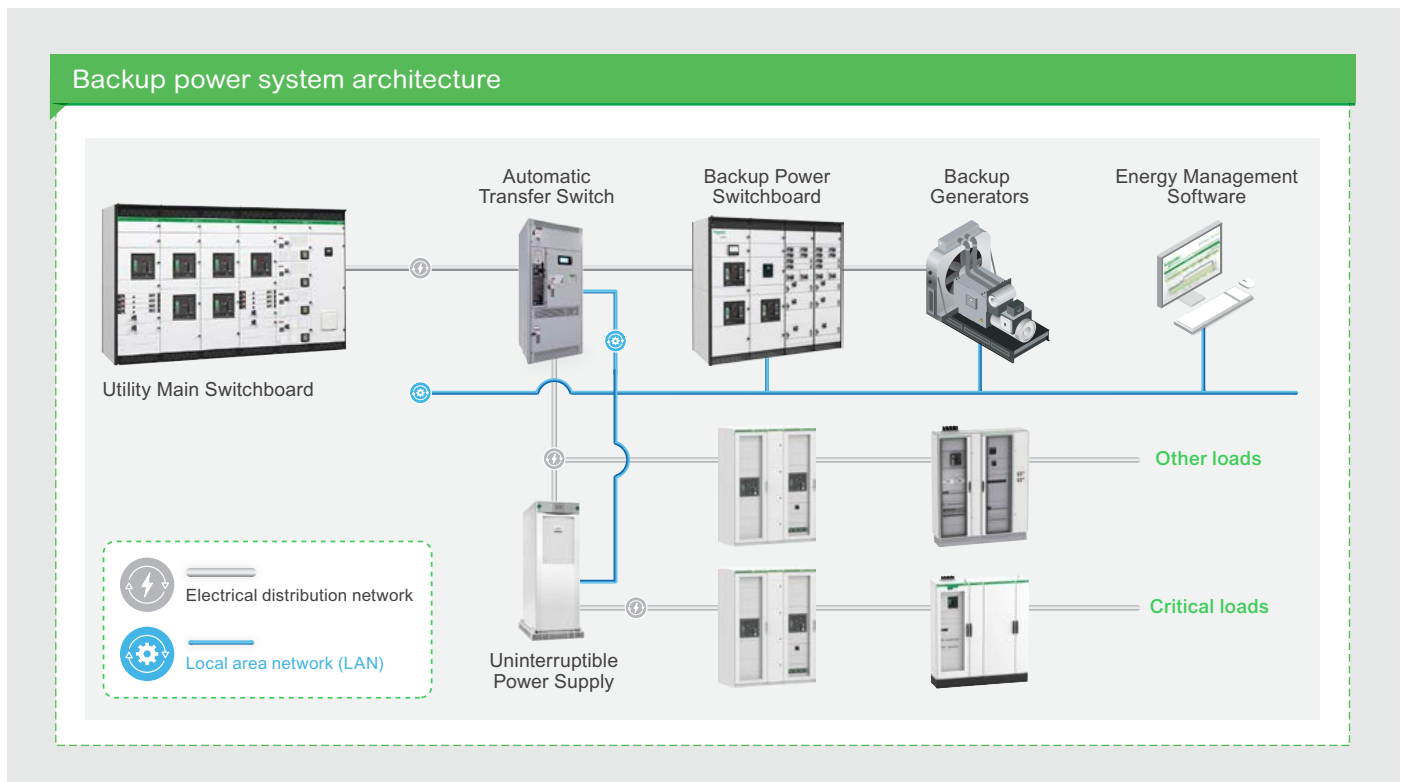 Backup power system architecture
Automatic
Transfer Switch
Backup Power
Switchboard
Backup
Generators
Energy Management
Software
Utility Main Switchboard
Other loads
Critical loads
Uninterruptible
Power Supply
Electrical distribution network
Local area network (LAN)